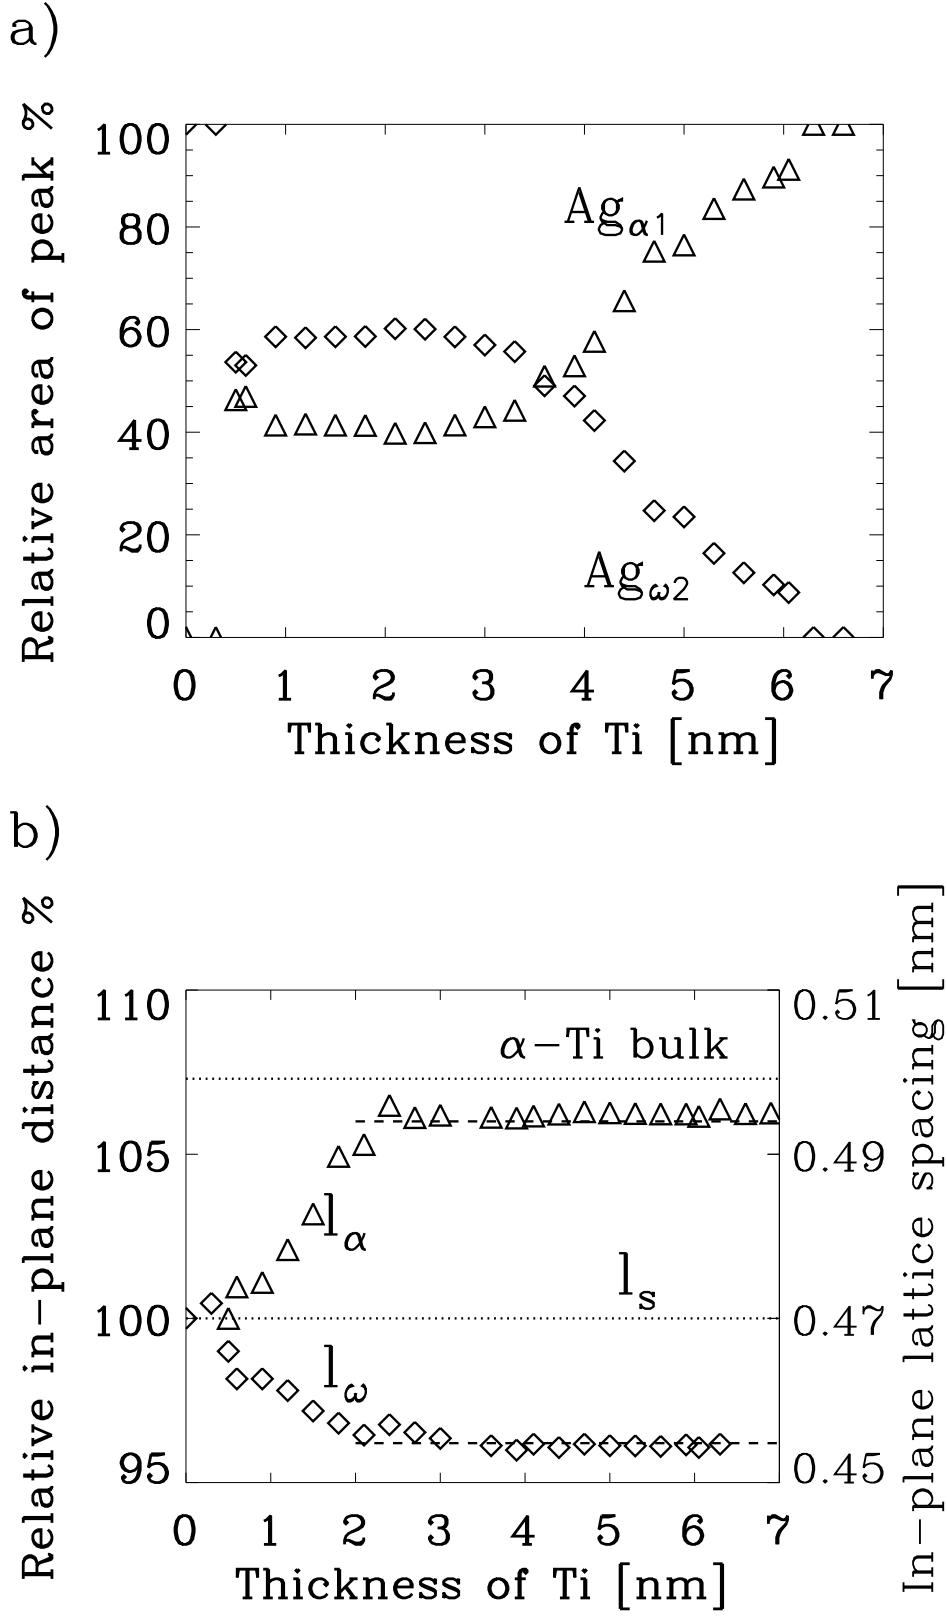 a)
Relative area of peak %
100
80
60
40
20
0
Agα1
Agω2
0 1 2 3 4 5 6 7
Thickness of Ti [nm]
b)
Relative in-plane distance %
In-plane lattice spacing [nm]
110
105
100
95
0.51
0.49
0.47
0.45
α-Ti bulk
lα
ls
lω
0 1 2 3 4 5 6 7
Thickness of Ti [nm]